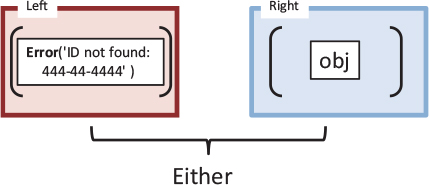 Left
Right
Error('ID not found:
444-44-4444' )
obj
Either